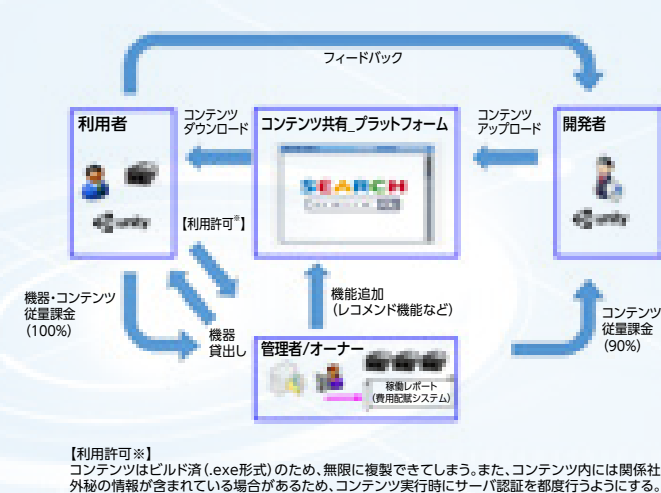 フィードバック
利用者
コンテンツ
ダウンロード
コンテンツ共有_プラットフォーム
コンテンツ
アップロード
開発者
SEARCH
unity
unity
【利用許可※】
機器・コンテンツ
従量課金
(100%)
機器
貸出し
機能追加
(レコメンド機能など)
コンテンツ
従量課金
(90%)
管理者/オーナー
稼働レポート
(費用配賦システム)
【利用許可※】
コンテンツはビルド済(.exe形式)のため、無限に複製できてしまう。また、コンテンツ内には関係社
外秘の情報が含まれている場合があるため、コンテンツ実行時にサーバ認証を都度行うようにする。